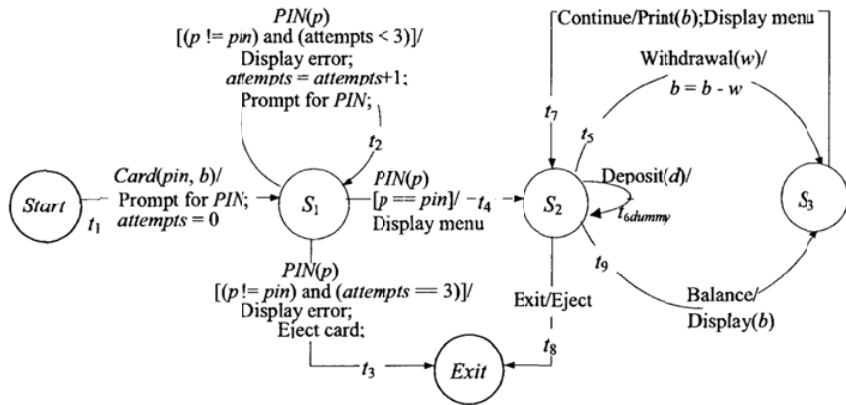 PIN(p)
[(p != pin) and (attempts < 3)]/
Display error;
attempts = attempts+1;
Prompt for PIN;
t2
Continue/Print(b);Display menu
Withdrawal(w)/
b = b - w
t7
t5
Start
t1
Card(pin, b)/
Prompt for PIN;
attempts = 0
S1
PIN(p)
[p == pin]/ t4
Display menu
S2
Deposit(d)/
t6dummy
S3
PIN(p)
[(p != pin) and (attempts == 3)]/
Display error;
Eject card;
t3
Exit
Exit/Eject
t8
t9
Balance/
Display(b)